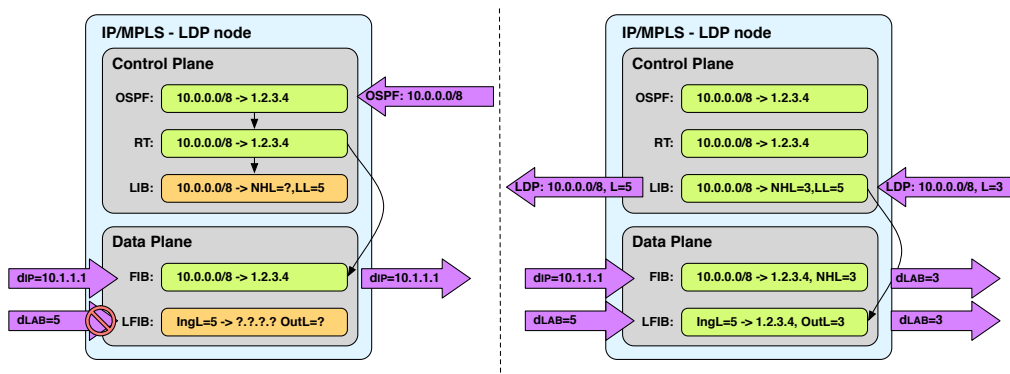 IP/MPLS - LDP node
Control Plane
OSPF: 10.0.0.0/8 -> 1.2.3.4
OSPF: 10.0.0.0/8
RT: 10.0.0.0/8 -> 1.2.3.4
LIB: 10.0.0.0/8 -> NHL=?,LL=5
Data Plane
dIP=10.1.1.1
FIB: 10.0.0.0/8 -> 1.2.3.4
dIP=10.1.1.1
dLAB=5
LFIB: IngL=5 -> ?.?.?.? OutL=?
IP/MPLS - LDP node
Control Plane
OSPF: 10.0.0.0/8 -> 1.2.3.4
RT: 10.0.0.0/8 -> 1.2.3.4
LDP: 10.0.0.0/8, L=5
LIB: 10.0.0.0/8 -> NHL=3,LL=5
LDP: 10.0.0.0/8, L=3
Data Plane
dIP=10.1.1.1
FIB: 10.0.0.0/8 -> 1.2.3.4, NHL=3
dLAB=3
dLAB=5
LFIB: IngL=5 -> 1.2.3.4, OutL=3
dLAB=3